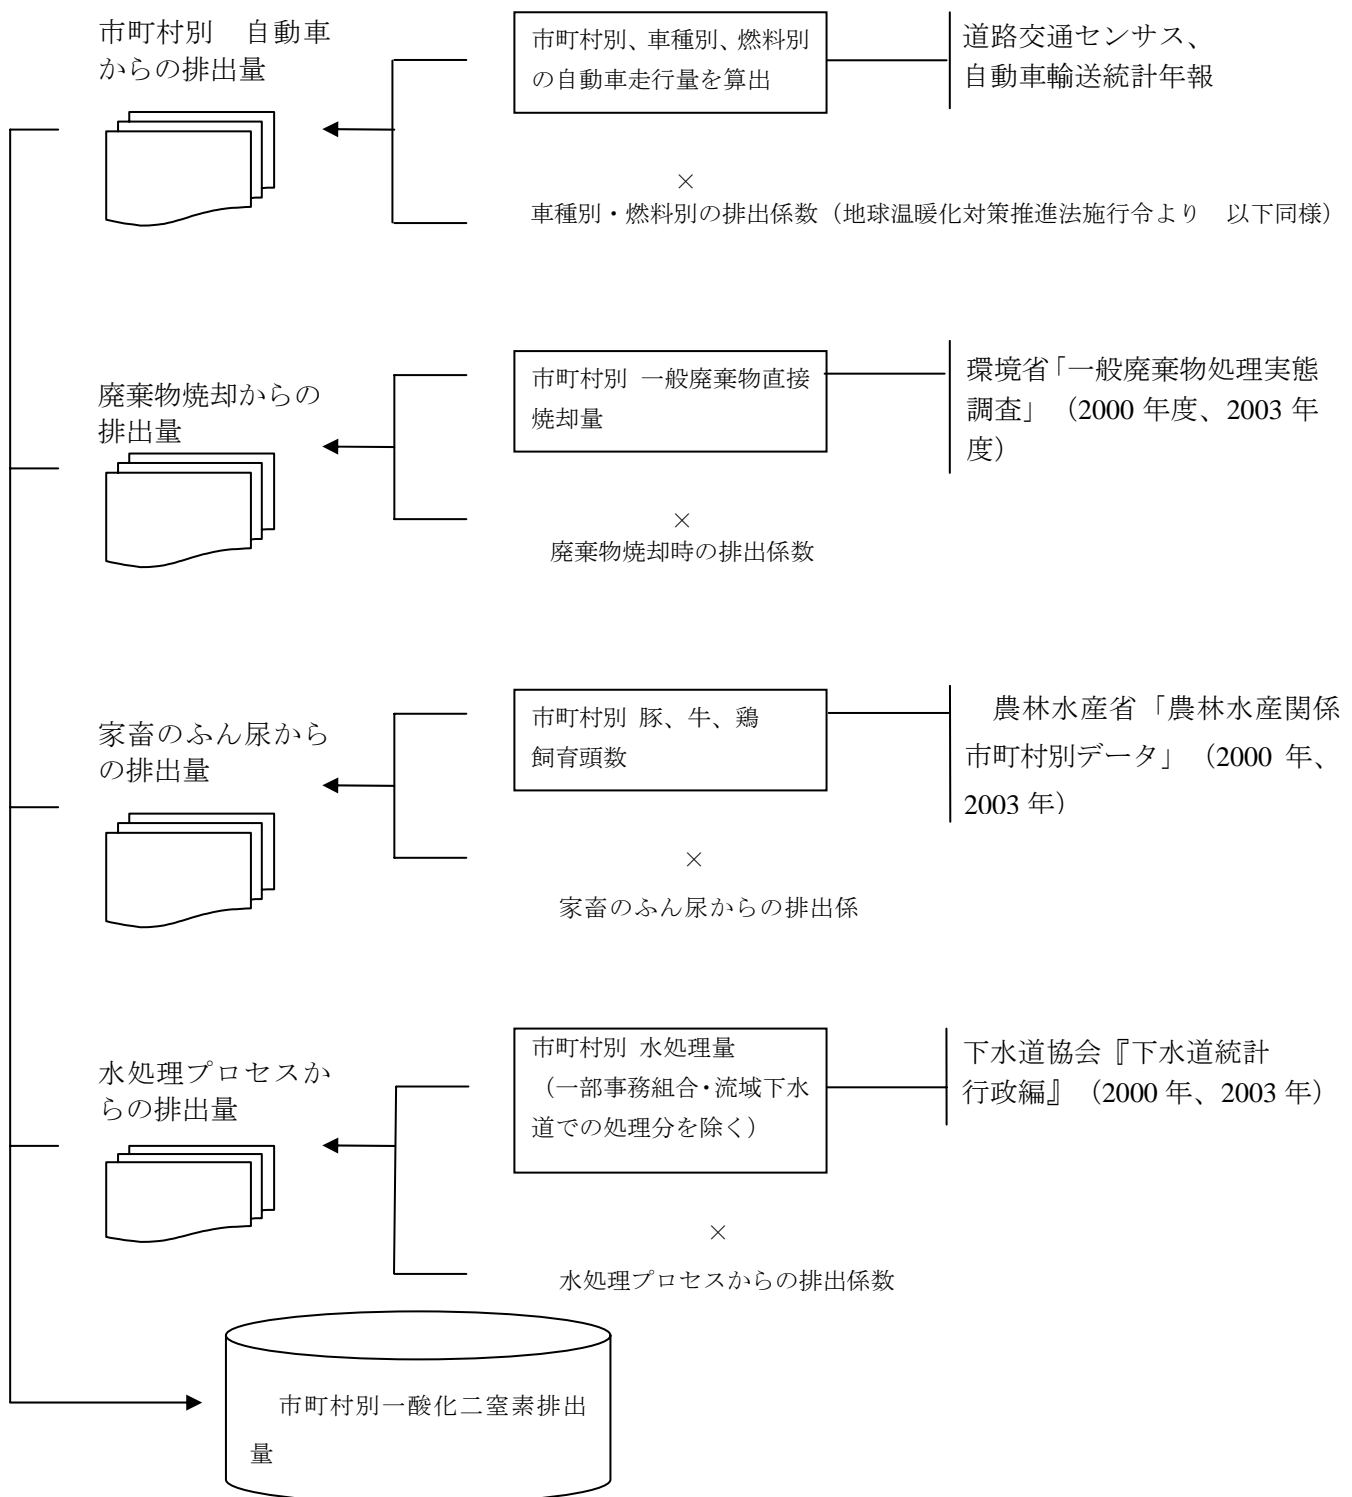 市町村別　自動車
からの排出量
市町村別、車種別、燃料別
の自動車走行量を算出
道路交通センサス、
自動車輸送統計年報
×
車種別・燃料別の排出係数（地球温暖化対策推進法施行令より　以下同様）
廃棄物焼却からの
排出量
市町村別 一般廃棄物直接
焼却量
環境省「一般廃棄物処理実態
調査」（2000 年度、2003 年
度）
×
廃棄物焼却時の排出係数
家畜のふん尿から
の排出量
市町村別 豚、牛、鶏
飼育頭数
農林水産省「農林水産関係
市町村別データ」（2000 年、
2003 年）
×
家畜のふん尿からの排出係
水処理プロセスか
らの排出量
市町村別 水処理量
（一部事務組合・流域下水
道での処理分を除く）
下水道協会『下水道統計
行政編』（2000 年、2003 年）
×
水処理プロセスからの排出係数
市町村別一酸化二窒素排出
量